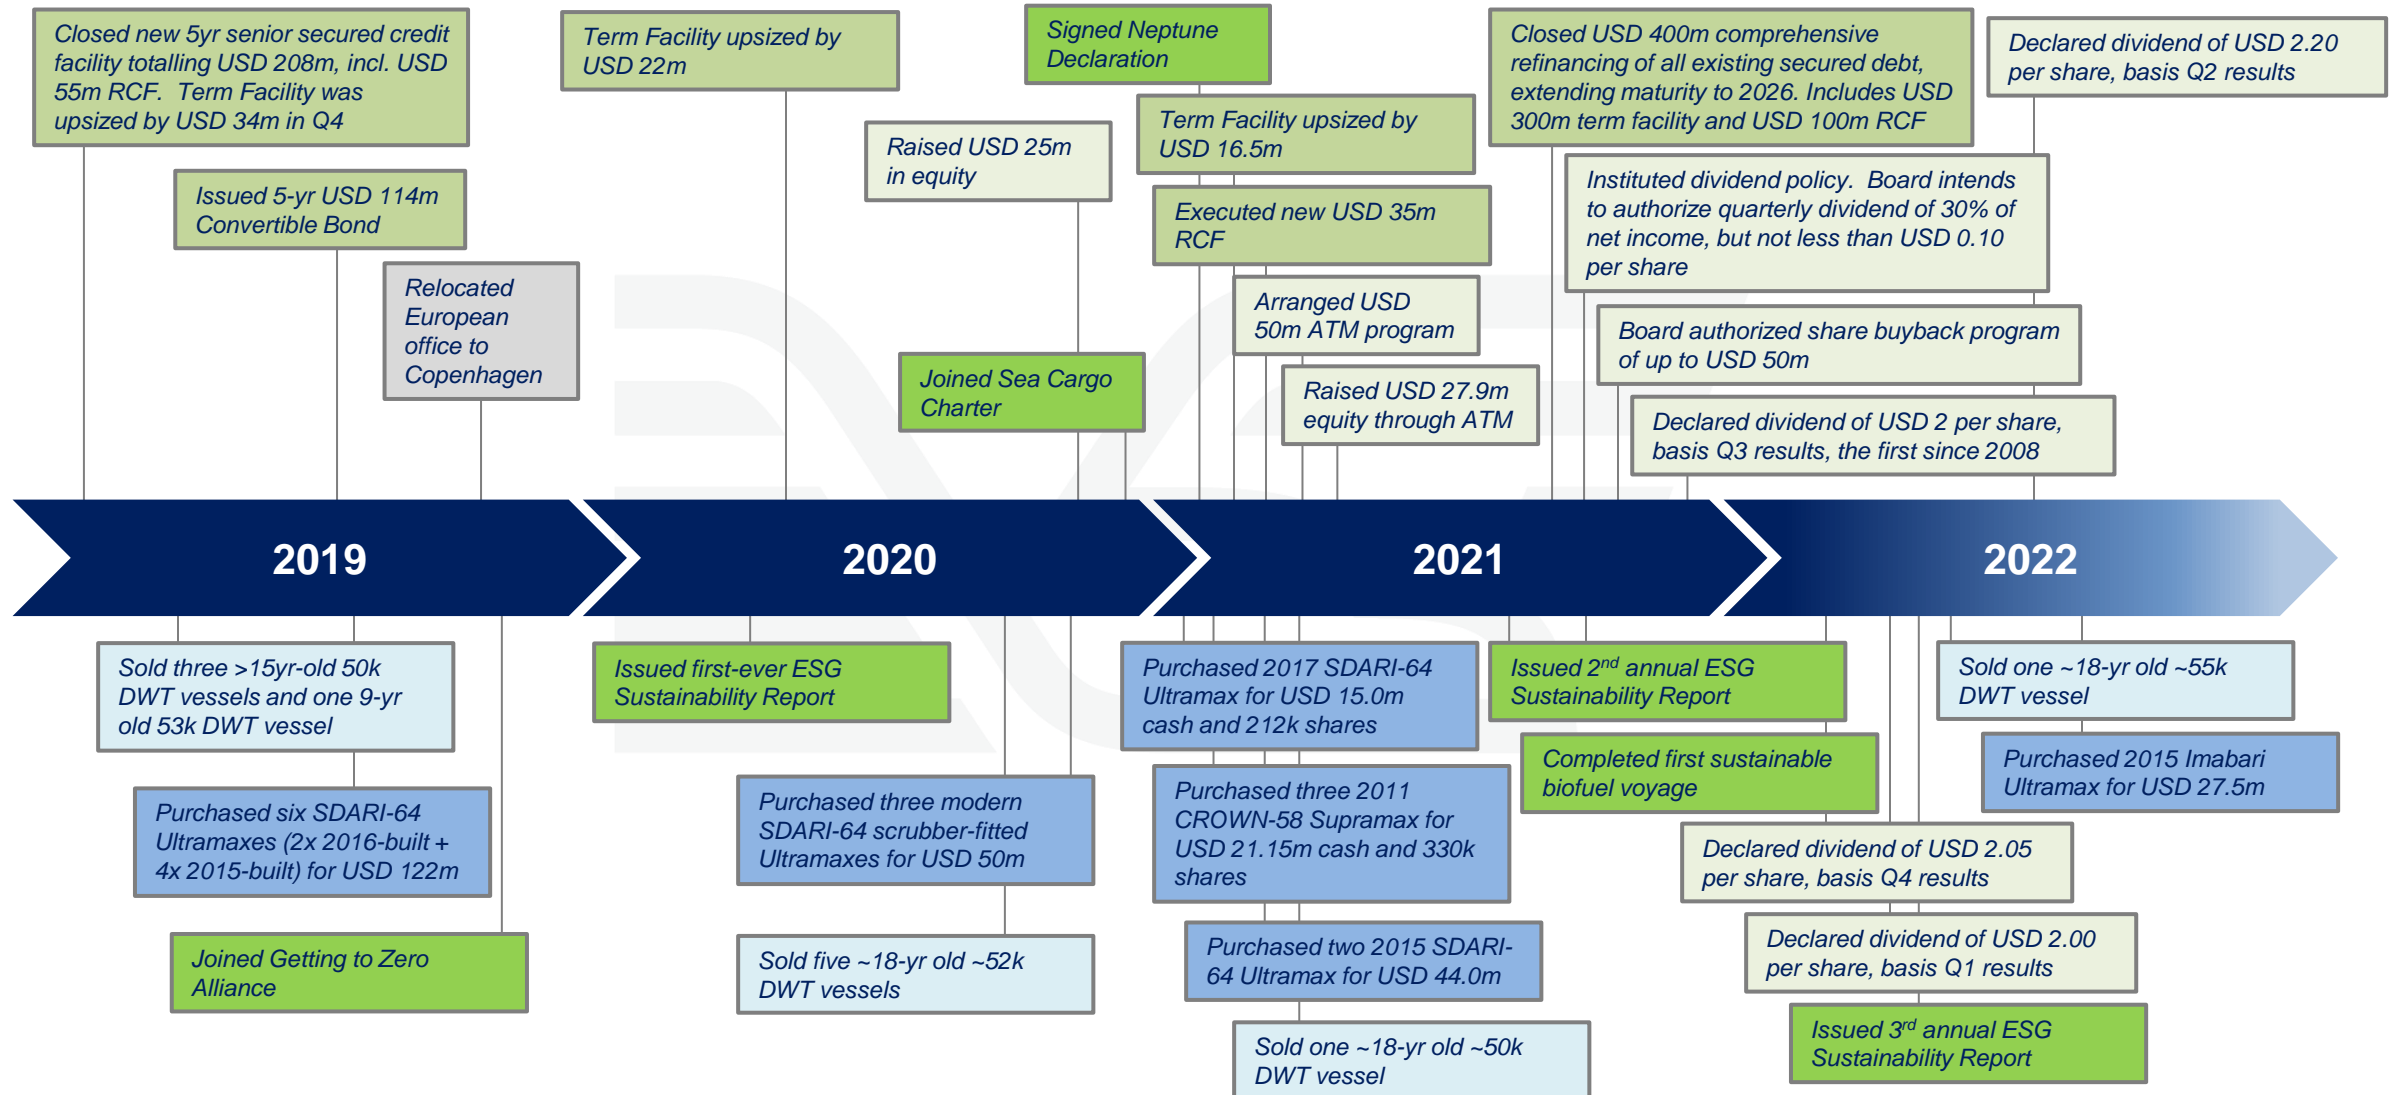 Closed new 5yr senior secured credit
facility totalling USD 208m, incl. USD
55m RCF. Term Facility was
upsized by USD 34m in Q4
Issued 5-yr USD 114m
Convertible Bond
Relocated
European
office to
Copenhagen
Term Facility upsized by
USD 22m
Raised USD 25m
in equity
Joined Sea Cargo
Charter
Signed Neptune
Declaration
Term Facility upsized by
USD 16.5m
Executed new USD 35m
RCF
Arranged USD
50m ATM program
Raised USD 27.9m
equity through ATM
Closed USD 400m comprehensive
refinancing of all existing secured debt,
extending maturity to 2026. Includes USD
300m term facility and USD 100m RCF
Instituted dividend policy. Board intends
to authorize quarterly dividend of 30% of
net income, but not less than USD 0.10
per share
Board authorized share buyback program
of up to USD 50m
Declared dividend of USD 2 per share,
basis Q3 results, the first since 2008
Declared dividend of USD 2.20
per share, basis Q2 results
2019
2020
2021
2022
Sold three >15yr-old 50k
DWT vessels and one 9-yr
old 53k DWT vessel
Purchased six SDARI-64
Ultramaxes (2x 2016-built +
4x 2015-built) for USD 122m
Joined Getting to Zero
Alliance
Issued first-ever ESG
Sustainability Report
Purchased three modern
SDARI-64 scrubber-fitted
Ultramaxes for USD 50m
Sold five ~18-yr old ~52k
DWT vessels
Purchased 2017 SDARI-64
Ultramax for USD 15.0m
cash and 212k shares
Purchased three 2011
CROWN-58 Supramax for
USD 21.15m cash and 330k
shares
Purchased two 2015 SDARI-
64 Ultramax for USD 44.0m
Sold one ~18-yr old ~50k
DWT vessel
Issued 2nd annual ESG
Sustainability Report
Completed first sustainable
biofuel voyage
Declared dividend of USD 2.05
per share, basis Q4 results
Declared dividend of USD 2.00
per share, basis Q1 results
Issued 3rd annual ESG
Sustainability Report
Sold one ~18-yr old ~55k
DWT vessel
Purchased 2015 Imabari
Ultramax for USD 27.5m